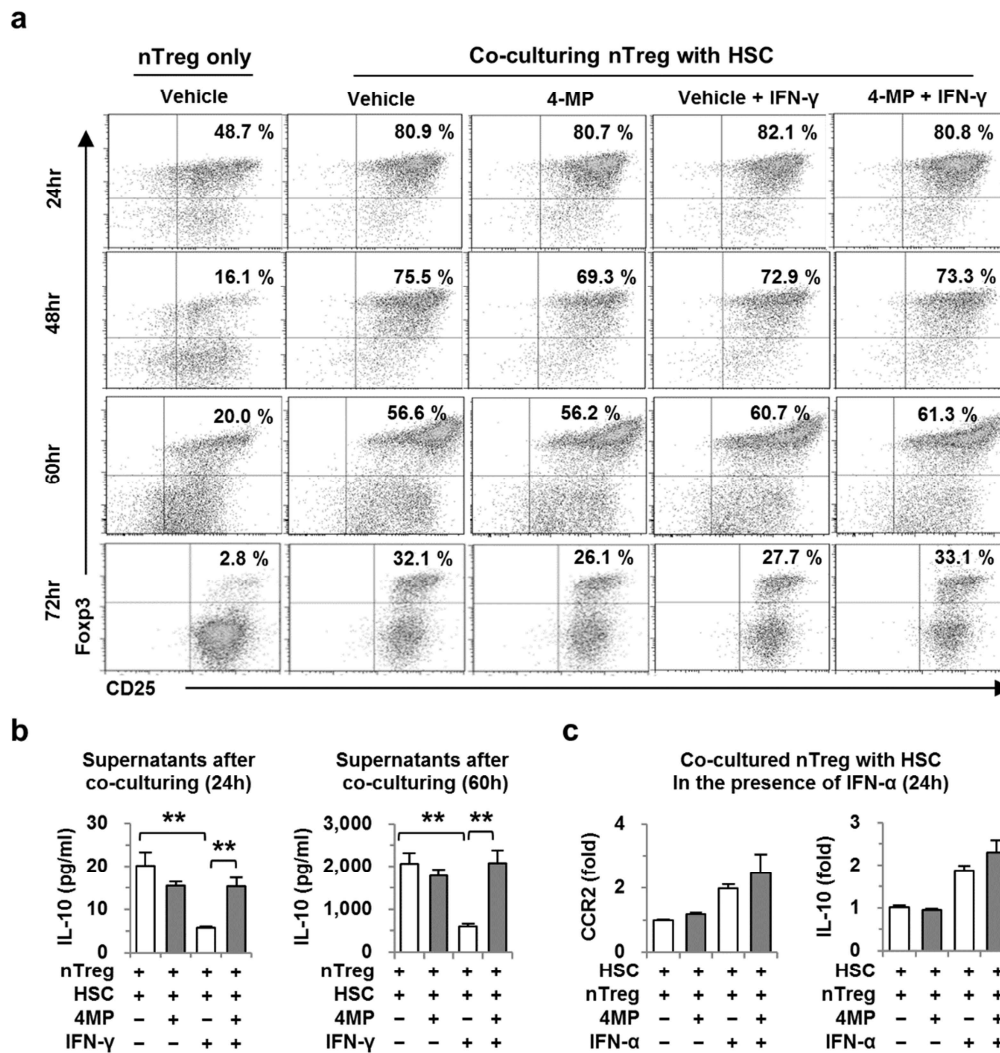 a
nTreg only Co-culturing nTreg with HSC
Vehicle Vehicle 4-MP Vehicle + IFN-γ 4-MP + IFN-γ
24hr 48.7 % 80.9 % 80.7 % 82.1 % 80.8 %
48hr 16.1 % 75.5 % 69.3 % 72.9 % 73.3 %
60hr 20.0 % 56.6 % 56.2 % 60.7 % 61.3 %
72hr 2.8 % 32.1 % 26.1 % 27.7 % 33.1 %
Foxp3
CD25
b
Supernatants after
co-culturing (24h)
IL-10 (pg/ml)
30
20
10
0
**
**
nTreg + + + +
HSC + + + +
4MP − + − +
IFN-γ − − + +
Supernatants after
co-culturing (60h)
IL-10 (pg/ml)
3,000
2,000
1,000
0
** **
nTreg + + + +
HSC + + + +
4MP − + − +
IFN-γ − − + +
c
Co-cultured nTreg with HSC
In the presence of IFN-α (24h)
CCR2 (fold)
4
2
0
HSC + + + +
nTreg + + + +
4MP − + − +
IFN-α − − + +
IL-10 (fold)
3
2
1
0
HSC + + + +
nTreg + + + +
4MP − + − +
IFN-α − − + +